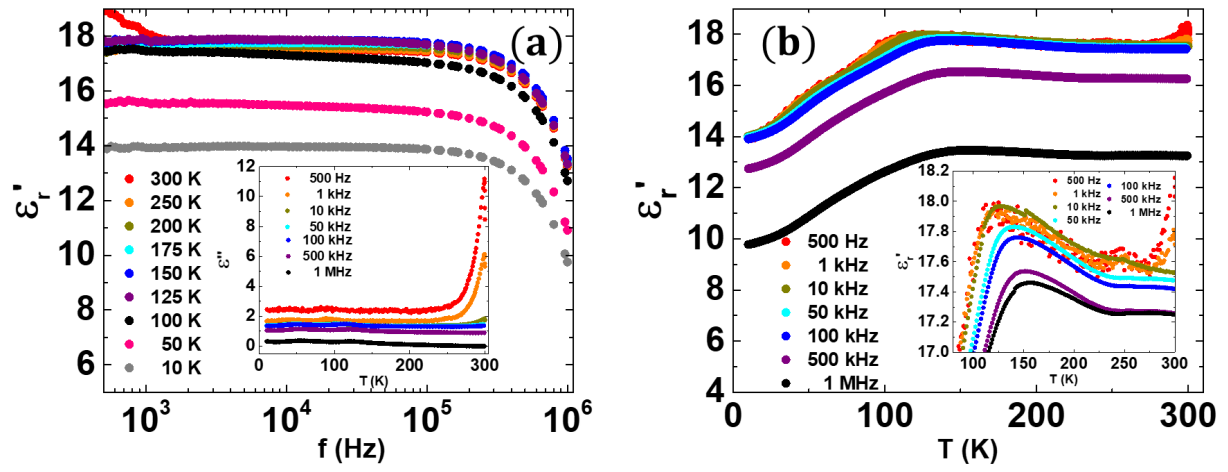 (a)
εr'
18
16
14
12
10
8
6
4
10³
10⁴
10⁵
10⁶
f (Hz)
300 K
250 K
200 K
175 K
150 K
125 K
100 K
50 K
10 K
ε''
12
10
8
6
4
2
0
0
100
200
300
T (K)
500 Hz
1 kHz
10 kHz
50 kHz
100 kHz
500 kHz
1 MHz
(b)
εr'
18
16
14
12
10
8
6
4
0
100
200
300
T (K)
500 Hz
1 kHz
10 kHz
50 kHz
100 kHz
500 kHz
1 MHz
εr'
18.2
18.0
17.8
17.6
17.4
17.2
17.0
100
150
200
250
300
T (K)
500 Hz
1 kHz
10 kHz
50 kHz
100 kHz
500 kHz
1 MHz